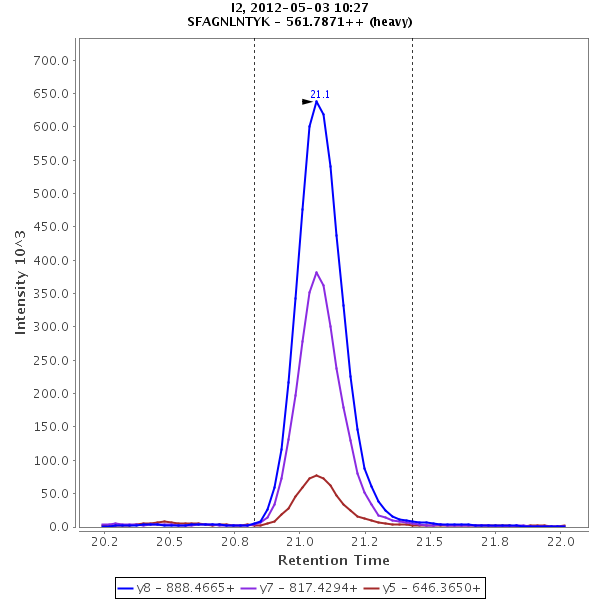 I2, 2012-05-03 10:27
SFAGNLNTYK - 561.7871++ (heavy)
700.0
650.0
600.0
550.0
500.0
450.0
400.0
350.0
300.0
250.0
200.0
150.0
100.0
50.0
0.0
Intensity 10^3
21.1
20.2 20.5 20.8 21.0 21.2 21.5 21.8 22.0
Retention Time
y8 - 888.4665+ y7 - 817.4294+ y5 - 646.3650+